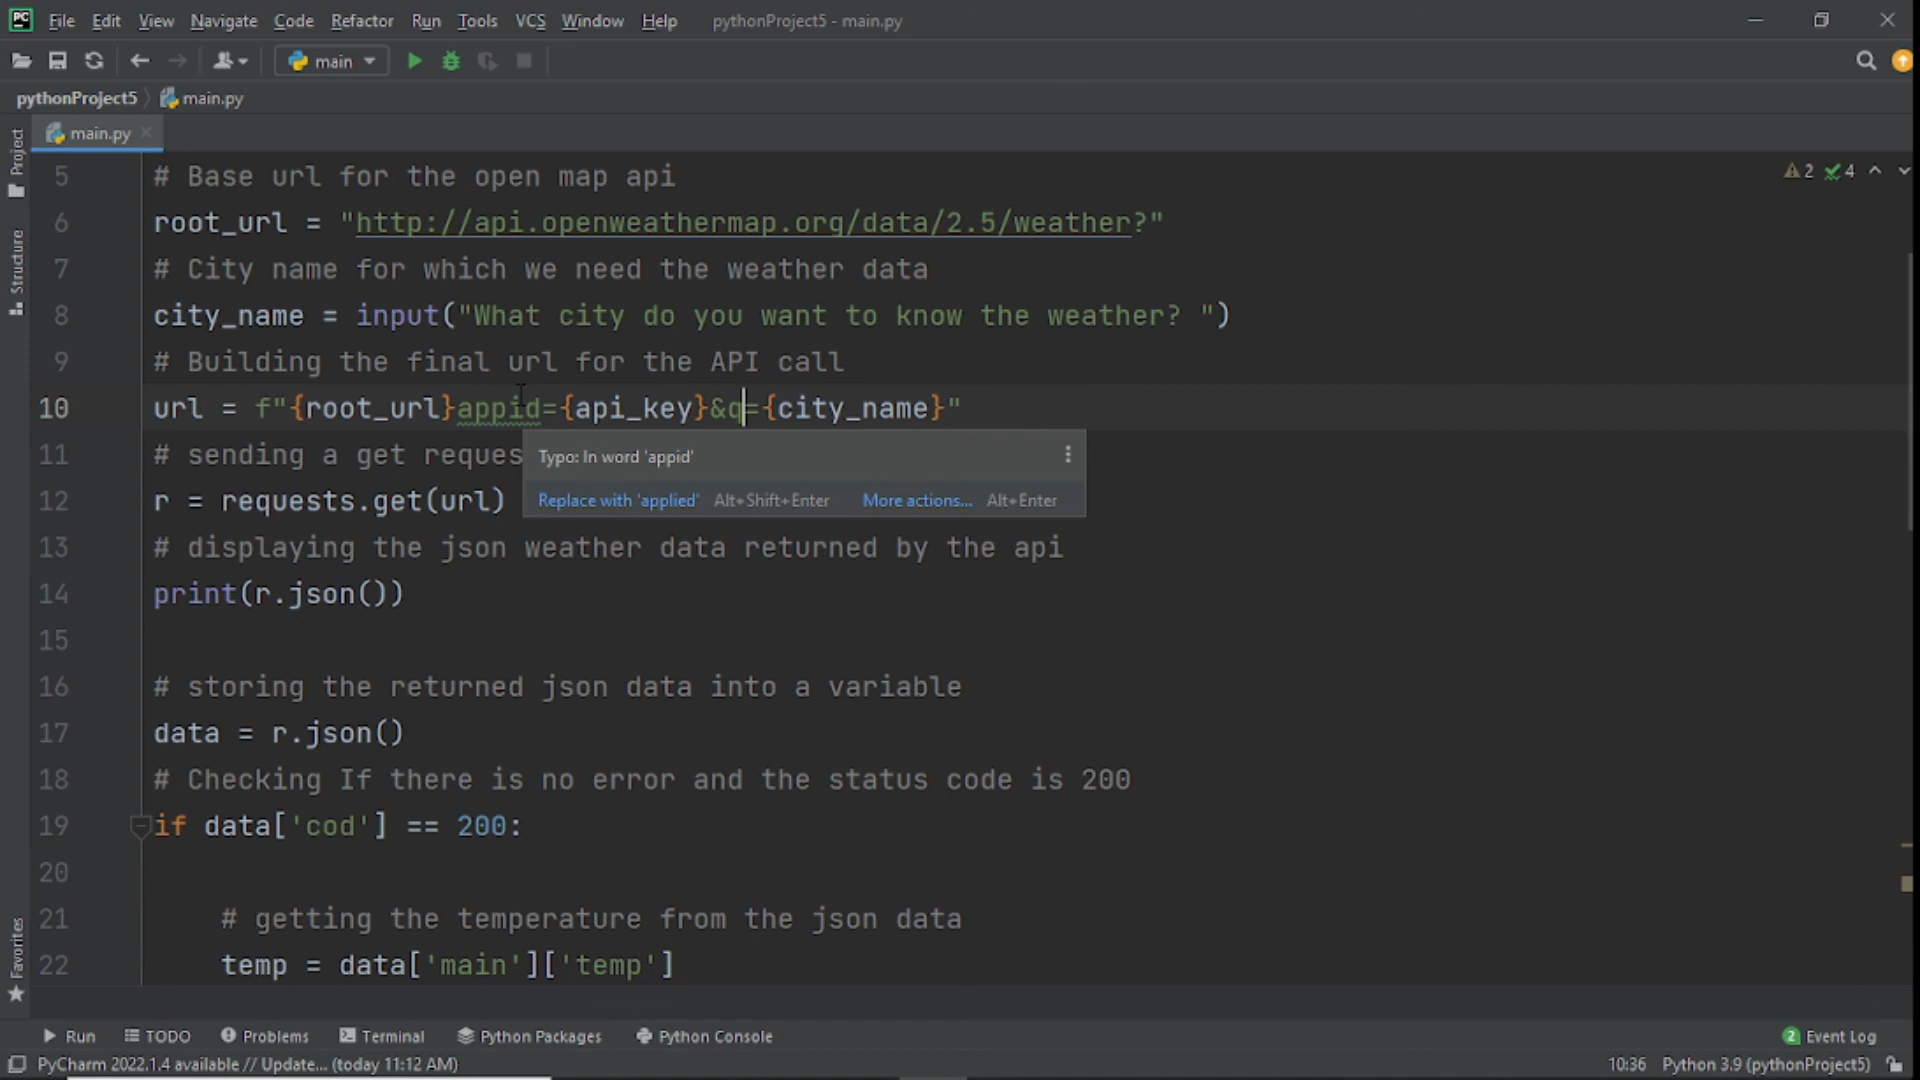 PC File Edit View Navigate Code Refactor Run Tools VCS Window Help pythonProject5 - main.py
main
pythonProject5 main.py
main.py
Project
Structure
Favorites
2 4
5 # Base url for the open map api
6 root_url = "http://api.openweathermap.org/data/2.5/weather?"
7 # City name for which we need the weather data
8 city_name = input("What city do you want to know the weather? ")
9 # Building the final url for the API call
10 url = f"{root_url}appid={api_key}&q={city_name}"
11 # sending a get reques
Typo: In word 'appid'
Replace with 'applied' Alt+Shift+Enter More actions... Alt+Enter
12 r = requests.get(url)
13 # displaying the json weather data returned by the api
14 print(r.json())
15
16 # storing the returned json data into a variable
17 data = r.json()
18 # Checking If there is no error and the status code is 200
19 if data['cod'] == 200:
20
21 # getting the temperature from the json data
22 temp = data['main']['temp']
Run TODO Problems Terminal Python Packages Python Console 2 Event Log
PyCharm 2022.1.4 available // Update... (today 11:12 AM) 10:36 Python 3.9 (pythonProject5)